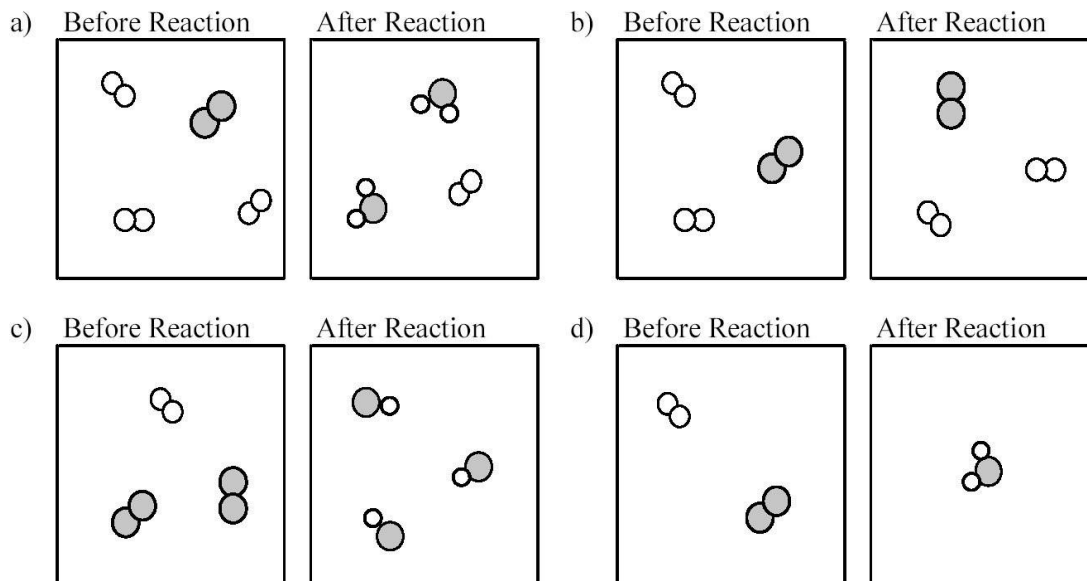 a) Before Reaction After Reaction b) Before Reaction After Reaction
c) Before Reaction After Reaction d) Before Reaction After Reaction